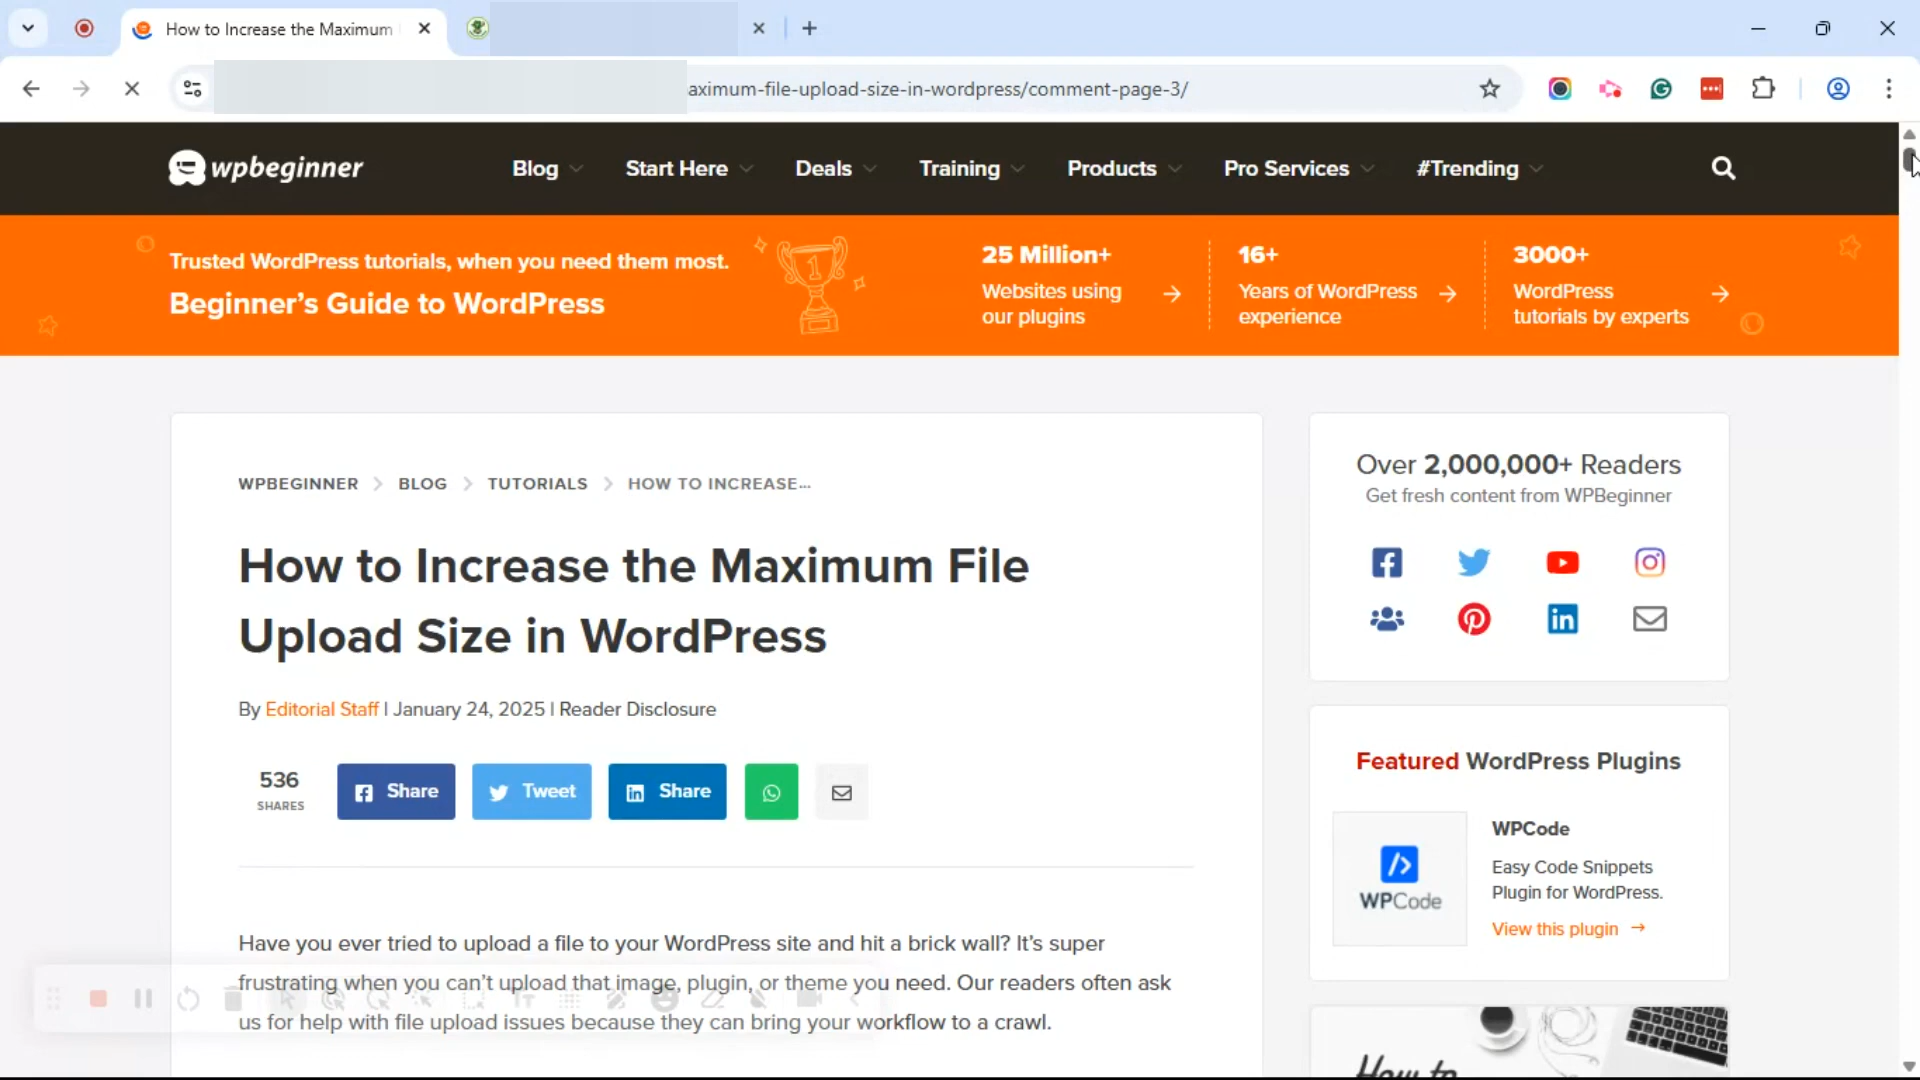 How to Increase the Maximum
aximum-file-upload-size-in-wordpress/comment-page-3/
wpbeginner
Blog
Start Here
Deals
Training
Products
Pro Services
#Trending
Trusted WordPress tutorials, when you need them most.
Beginner's Guide to WordPress
1
25 Million+
Websites using
our plugins
16+
Years of WordPress
experience
3000+
WordPress
tutorials by experts
WPBEGINNER
BLOG
TUTORIALS
HOW TO INCREASE...
How to Increase the Maximum File
Upload Size in WordPress
By Editorial Staff | January 24, 2025 | Reader Disclosure
536
SHARES
Share
Tweet
Share
Have you ever tried to upload a file to your WordPress site and hit a brick wall? It's super
frustrating when you can't upload that image, plugin, or theme you need. Our readers often ask
us for help with file upload issues because they can bring your workflow to a crawl.
Over 2,000,000+ Readers
Get fresh content from WPBeginner
Featured WordPress Plugins
WPCode
WPCode
Easy Code Snippets
Plugin for WordPress.
View this plugin
How to